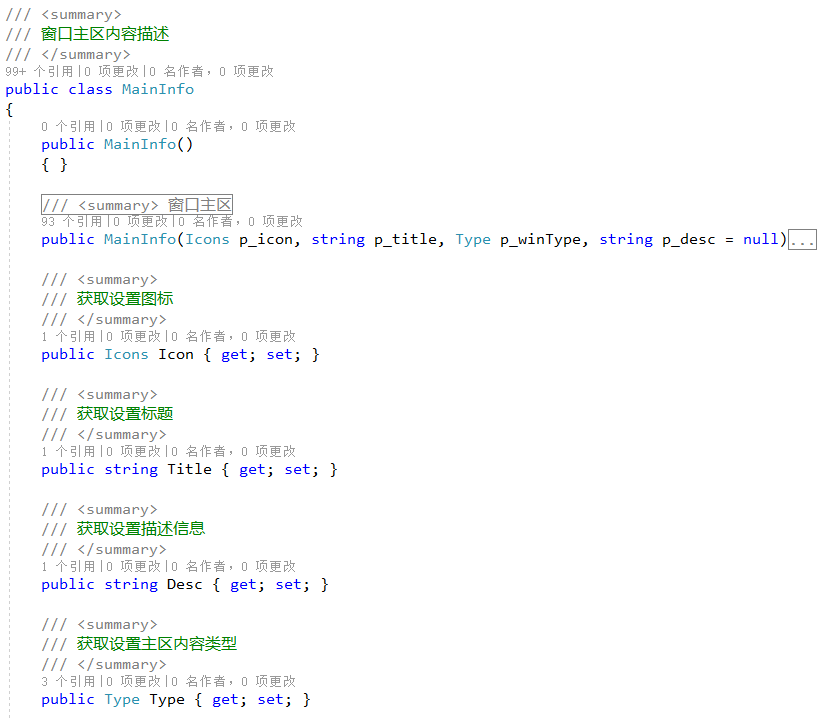 /// <summary>
/// 窗口主区内容描述
/// </summary>
99+ 个引用|0 项更改|0 名作者，0 项更改
public class MainInfo
{
0 个引用|0 项更改|0 名作者，0 项更改
public MainInfo()
{ }
/// <summary> 窗口主区
93 个引用|0 项更改|0 名作者，0 项更改
public MainInfo(Icons p_icon, string p_title, Type p_winType, string p_desc = null)...
/// <summary>
/// 获取设置图标
/// </summary>
1 个引用|0 项更改|0 名作者，0 项更改
public Icons Icon { get; set; }
/// <summary>
/// 获取设置标题
/// </summary>
1 个引用|0 项更改|0 名作者，0 项更改
public string Title { get; set; }
/// <summary>
/// 获取设置描述信息
/// </summary>
1 个引用|0 项更改|0 名作者，0 项更改
public string Desc { get; set; }
/// <summary>
/// 获取设置主区内容类型
/// </summary>
3 个引用|0 项更改|0 名作者，0 项更改
public Type Type { get; set; }